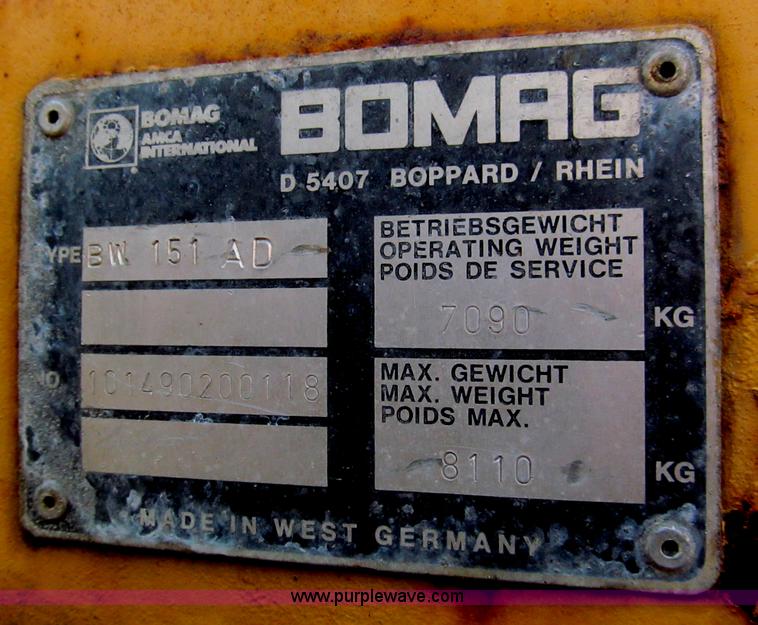 BOMAG
AMCA
INTERNATIONAL
BOMAG
D 5407 BOPPARD / RHEIN
YPE BW 151 AD
O 101490200118
BETRIEBSGEWICHT
OPERATING WEIGHT
POIDS DE SERVICE
7090 KG
MAX. GEWICHT
MAX. WEIGHT
POIDS MAX.
8110 KG
MADE IN WEST GERMANY
www.purplewave.com